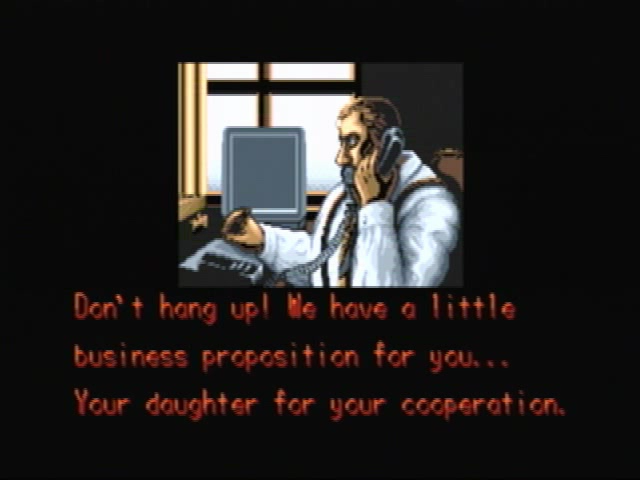 Don't hang up! We have a little
business proposition for you...
Your daughter for your cooperation.